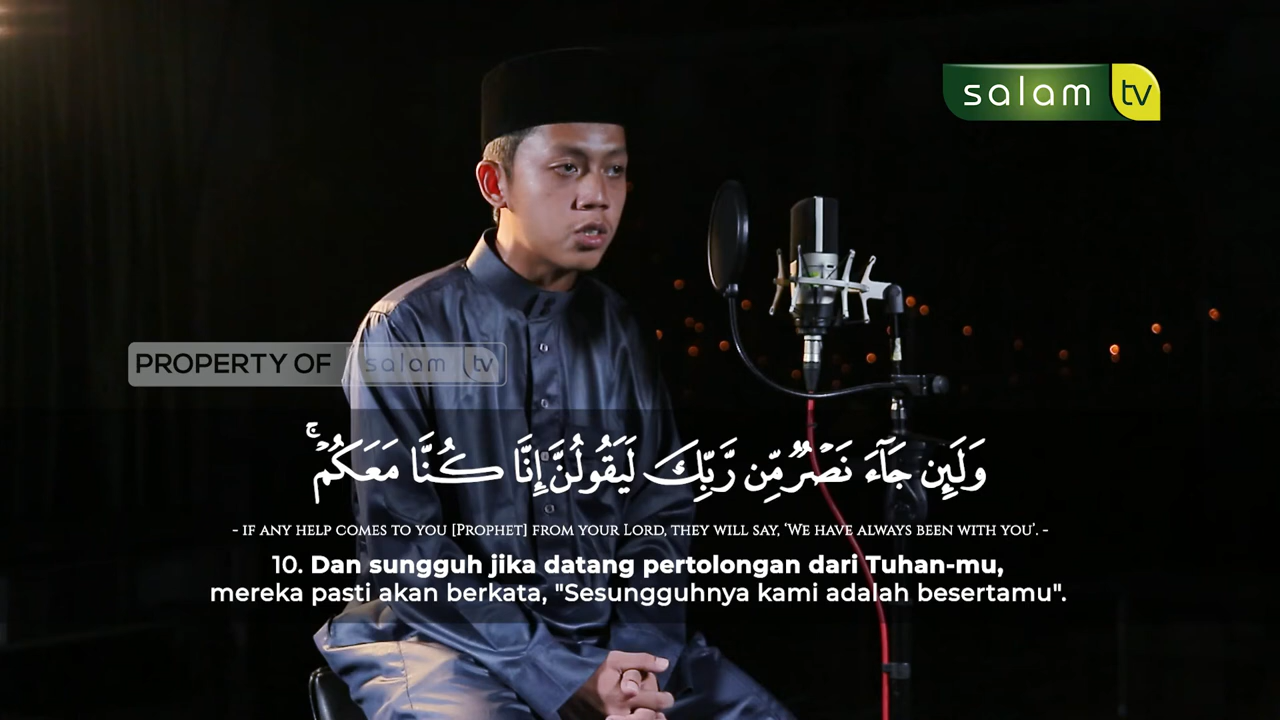 salam tv
PROPERTY OF salam tv
وَلَئِن جَآءَ نَصْرٌ مِّن رَّبِّكَ لَيَقُولُنَّ إِنَّا كُنَّا مَعَكُمْ ۚ
- IF ANY HELP COMES TO YOU [PROPHET] FROM YOUR LORD, THEY WILL SAY, ‘WE HAVE ALWAYS BEEN WITH YOU’. -
10. Dan sungguh jika datang pertolongan dari Tuhan-mu,
mereka pasti akan berkata, "Sesungguhnya kami adalah besertamu".